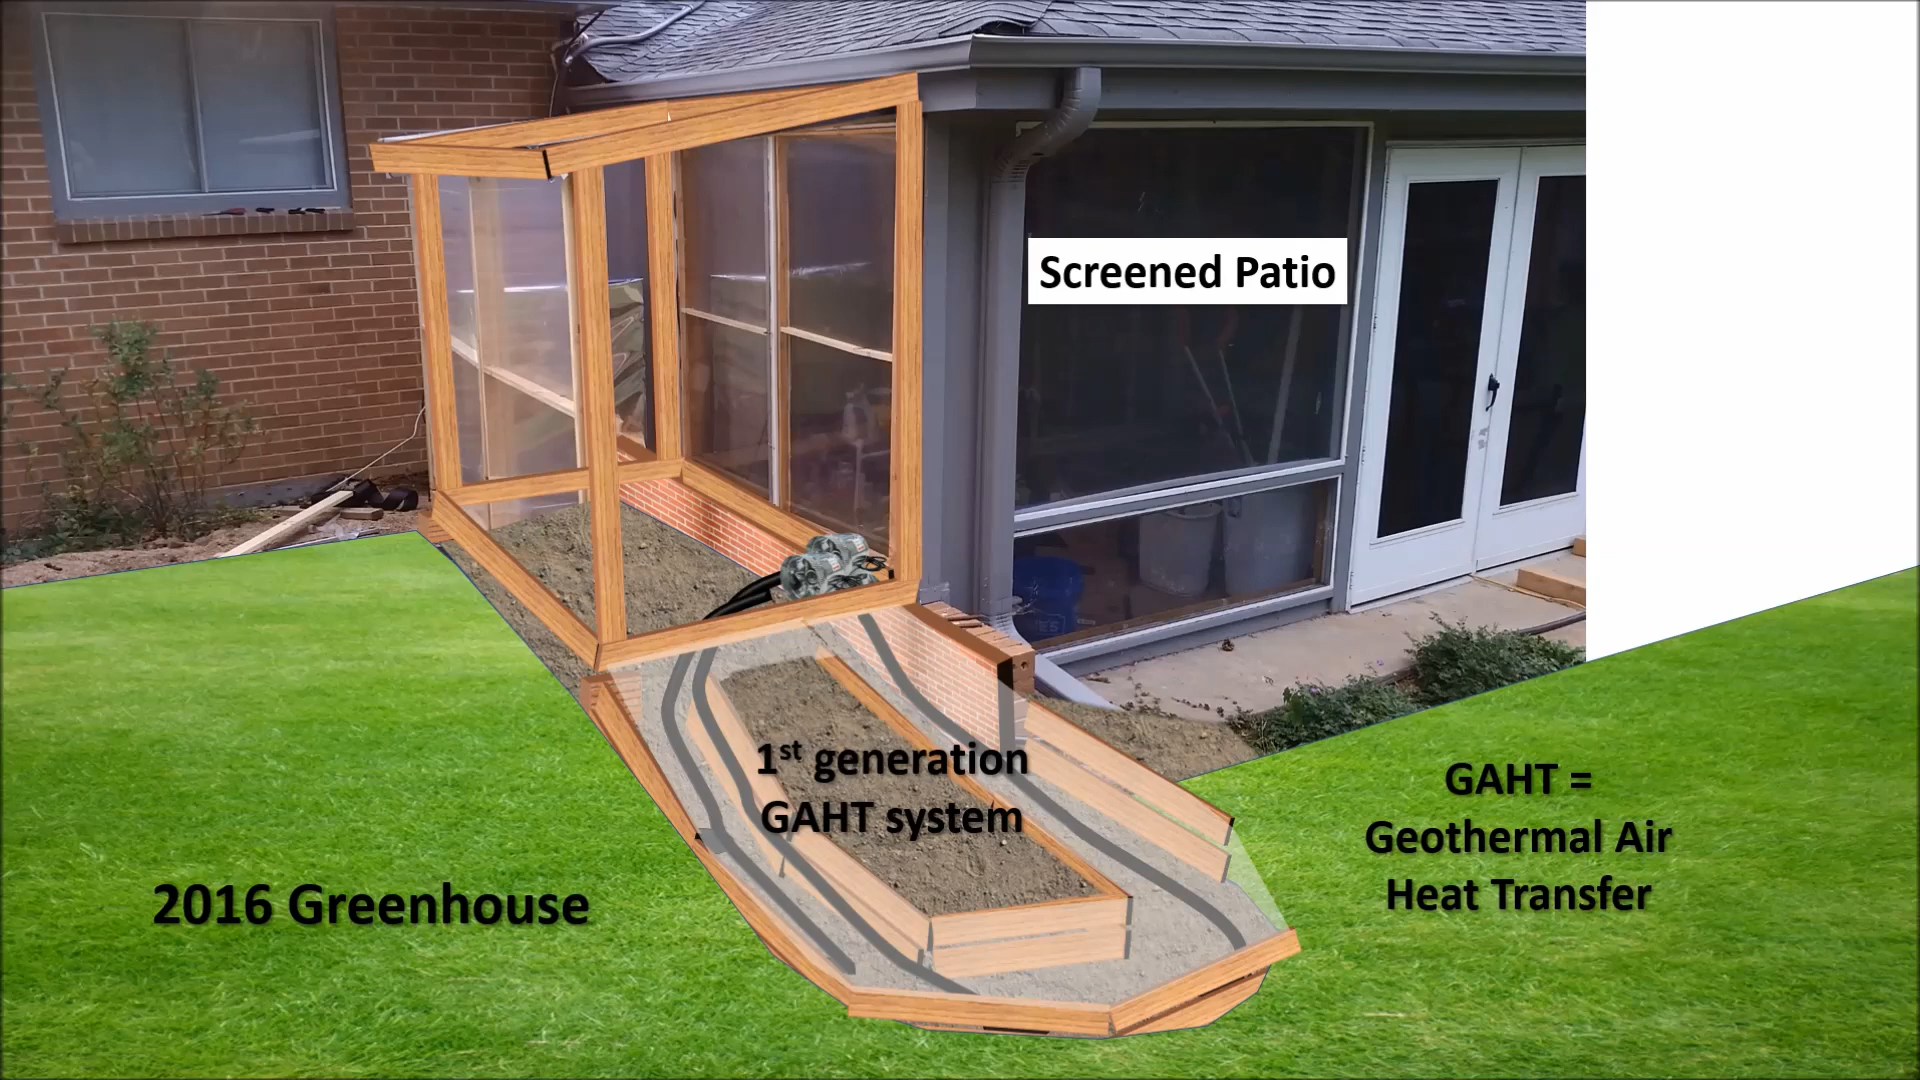 Screened Patio
1st generation
GAHT system
GAHT =
Geothermal Air
Heat Transfer
2016 Greenhouse